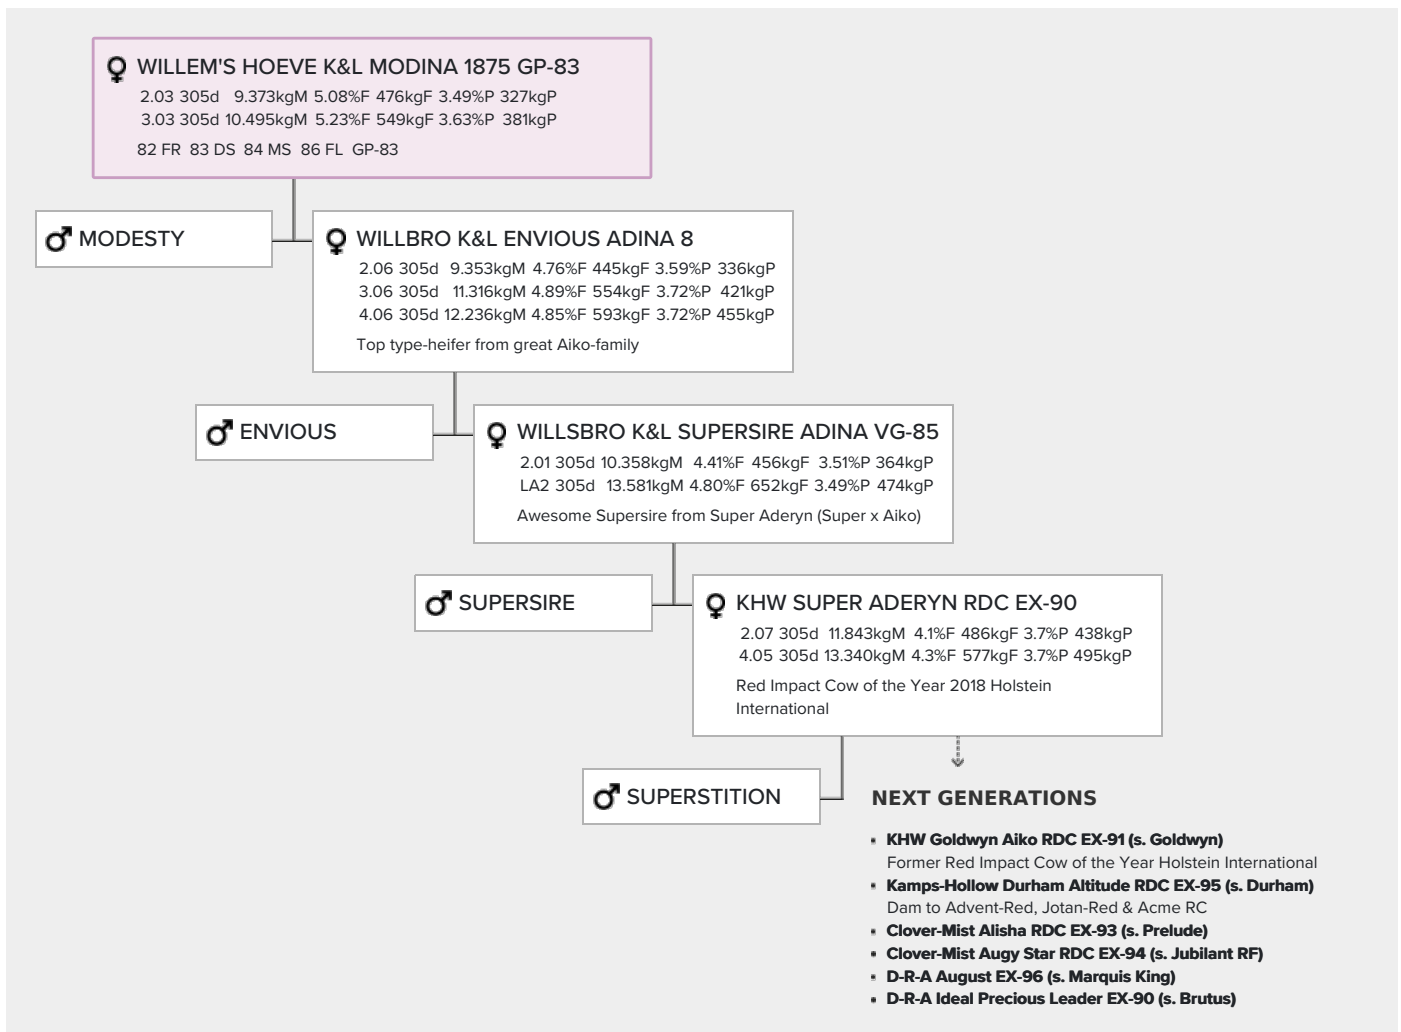 WILLEM'S HOEVE K&L MODINA 1875 GP-83
2.03 305d 9.373kgM 5.08%F 476kgF 3.49%P 327kgP
3.03 305d 10.495kgM 5.23%F 549kgF 3.63%P 381kgP
82 FR 83 DS 84 MS 86 FL GP-83
MODESTY
WILLBRO K&L ENVIOUS ADINA 8
2.06 305d 9.353kgM 4.76%F 445kgF 3.59%P 336kgP
3.06 305d 11.316kgM 4.89%F 554kgF 3.72%P 421kgP
4.06 305d 12.236kgM 4.85%F 593kgF 3.72%P 455kgP
Top type-heifer from great Aiko-family
ENVIOUS
WILLSBRO K&L SUPERSIRE ADINA VG-85
2.01 305d 10.358kgM 4.41%F 456kgF 3.51%P 364kgP
LA2 305d 13.581kgM 4.80%F 652kgF 3.49%P 474kgP
Awesome Supersire from Super Aderyn (Super x Aiko)
SUPERSIRE
KHW SUPER ADERYN RDC EX-90
2.07 305d 11.843kgM 4.1%F 486kgF 3.7%P 438kgP
4.05 305d 13.340kgM 4.3%F 577kgF 3.7%P 495kgP
Red Impact Cow of the Year 2018 Holstein
International
SUPERSTITION
NEXT GENERATIONS
▪ KHW Goldwyn Aiko RDC EX-91 (s. Goldwyn)
Former Red Impact Cow of the Year Holstein International
▪ Kamps-Hollow Durham Altitude RDC EX-95 (s. Durham)
Dam to Advent-Red, Jotan-Red & Acme RC
▪ Clover-Mist Alisha RDC EX-93 (s. Prelude)
▪ Clover-Mist Augy Star RDC EX-94 (s. Jubilant RF)
▪ D-R-A August EX-96 (s. Marquis King)
▪ D-R-A Ideal Precious Leader EX-90 (s. Brutus)